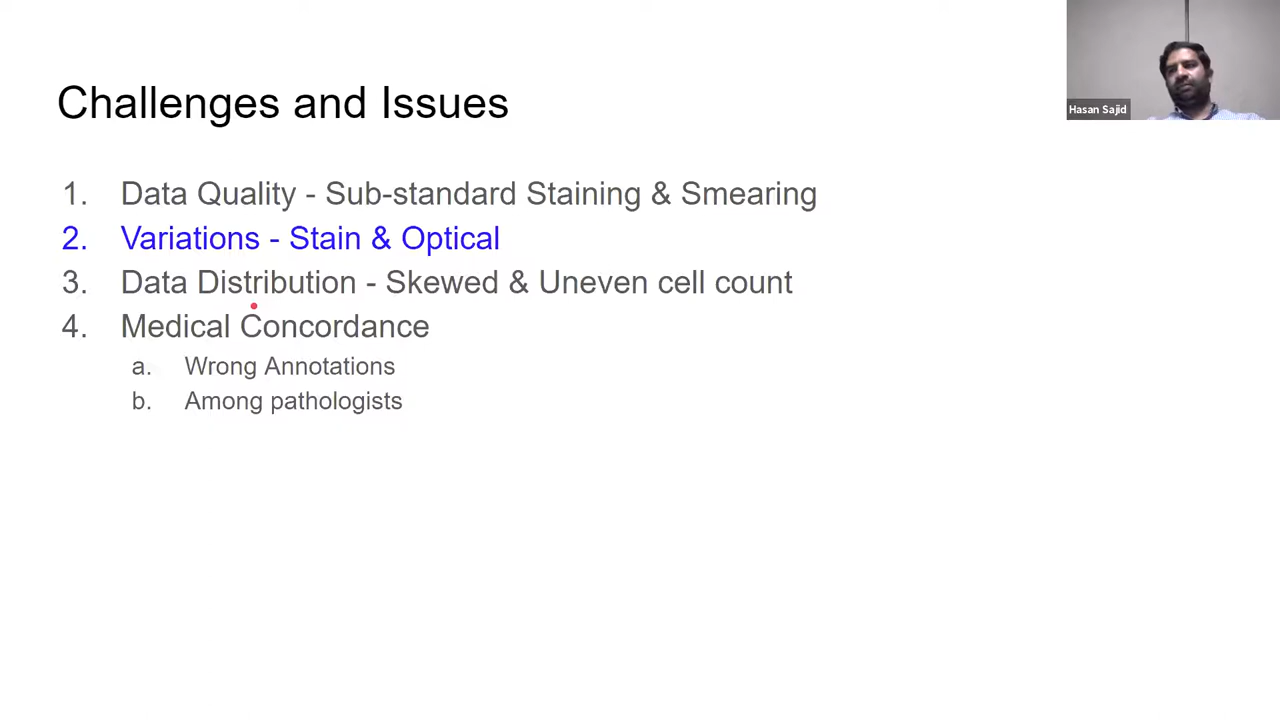 Challenges and Issues
Hasan Sajid
1. Data Quality - Sub-standard Staining & Smearing
2. Variations - Stain & Optical
3. Data Distribution - Skewed & Uneven cell count
4. Medical Concordance
a. Wrong Annotations
b. Among pathologists